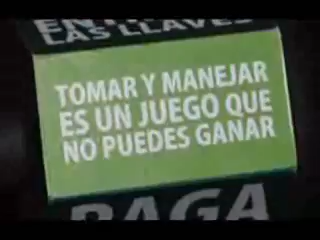 LAS LLAVES
TOMAR Y MANEJAR
ES UN JUEGO QUE
NO PUEDES GANAR